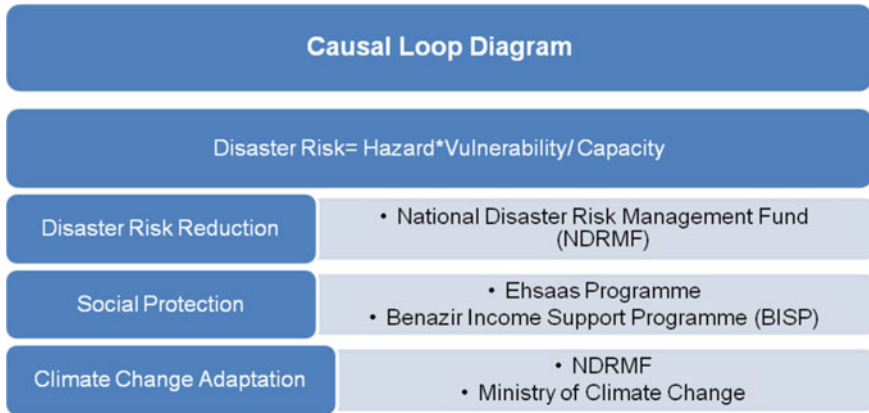 Causal Loop Diagram
Disaster Risk= Hazard*Vulnerability/ Capacity
Disaster Risk Reduction
• National Disaster Risk Management Fund
(NDRMF)
Social Protection
• Ehsaas Programme
• Benazir Income Support Programme (BISP)
Climate Change Adaptation
• NDRMF
• Ministry of Climate Change